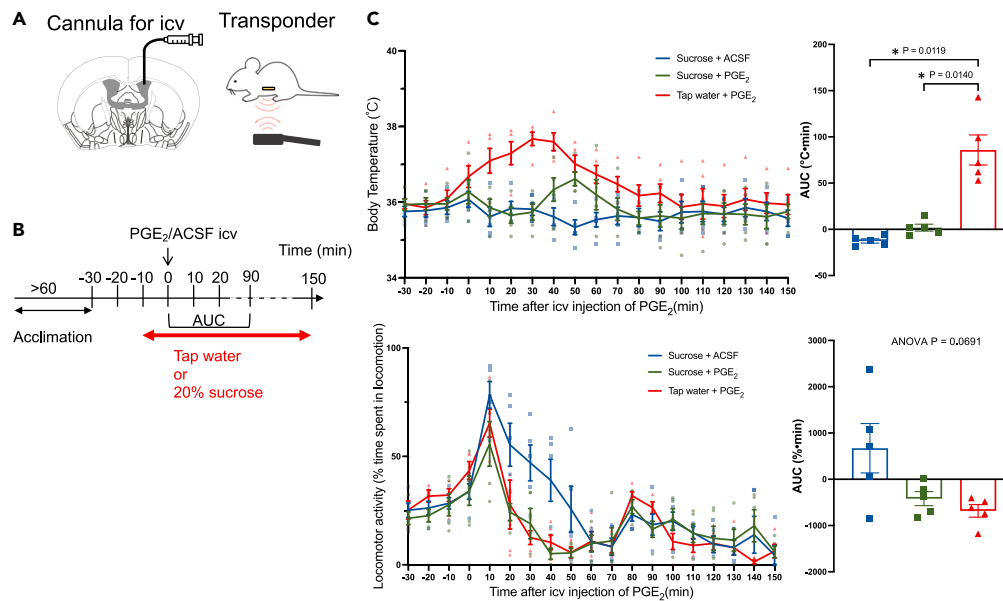 A
Cannula for icv
Transponder
B
PGE₂/ACSF icv
Time (min)
-30
-20
-10
0
10
20
90
150
>60
AUC
Acclimation
Tap water
or
20% sucrose
C
Body Temperature (°C)
40
38
36
34
Sucrose + ACSF
Sucrose + PGE₂
Tap water + PGE₂
-30 -20 -10 0 10 20 30 40 50 60 70 80 90 100 110 120 130 140 150
Time after icv injection of PGE₂(min)
AUC (°C•min)
200
150
100
50
0
-50
* P = 0.0119
* P = 0.0140
Locomotor activity (% time spent in locomotion)
100
50
0
Sucrose + ACSF
Sucrose + PGE₂
Tap water + PGE₂
-30 -20 -10 0 10 20 30 40 50 60 70 80 90 100 110 120 130 140 150
Time after icv injection of PGE₂(min)
ANOVA P = 0.0691
AUC (%•min)
3000
2000
1000
0
-1000
-2000